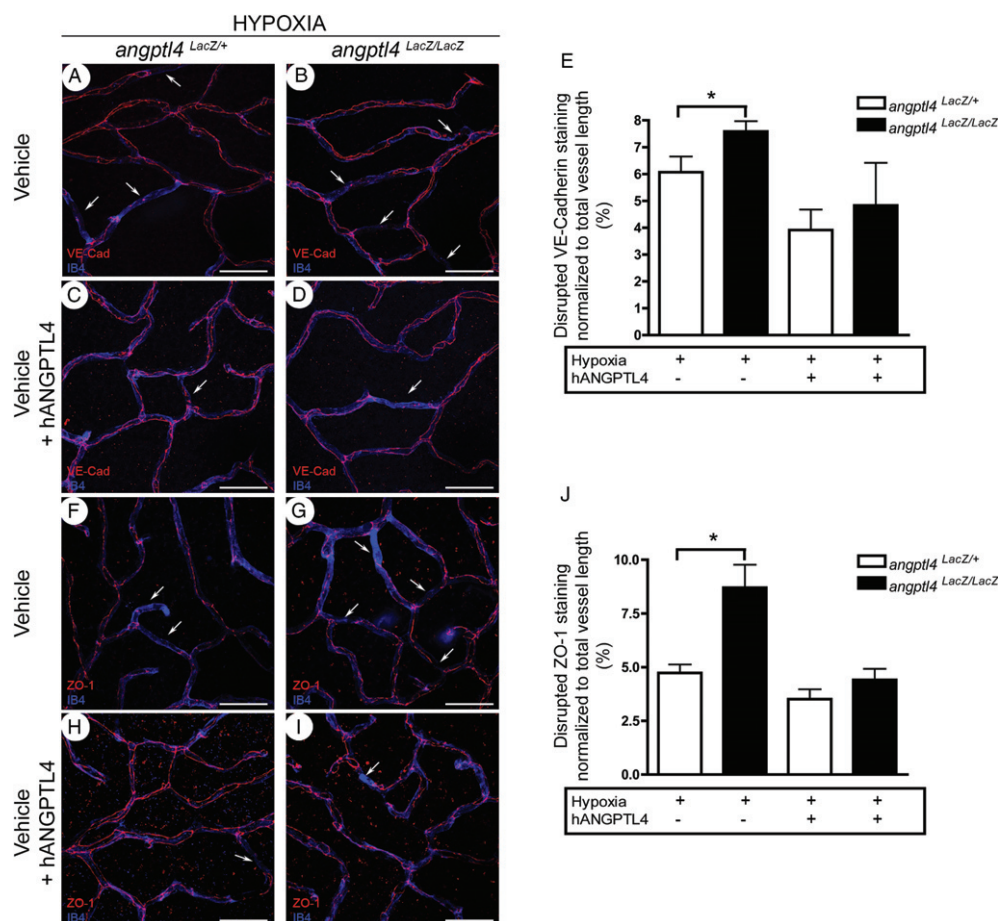 HYPOXIA
angptl4 LacZ/+
angptl4 LacZ/LacZ
Vehicle
A
VE-Cad
IB4
B
VE-Cad
IB4
Vehicle
+ hANGPTL4
C
VE-Cad
IB4
D
VE-Cad
IB4
Vehicle
F
ZO-1
IB4
G
ZO-1
IB4
Vehicle
+ hANGPTL4
H
ZO-1
IB4
I
ZO-1
IB4
E
angptl4 LacZ/+
angptl4 LacZ/LacZ
*
Disrupted VE-Cadherin staining
normalized to total vessel length
(%)
8
7
6
5
4
3
2
1
0
Hypoxia + + + +
hANGPTL4 - - + +
J
angptl4 LacZ/+
angptl4 LacZ/LacZ
*
Disrupted ZO-1 staining
normalized to total vessel length
(%)
10.0
7.5
5.0
2.5
0.0
Hypoxia + + + +
hANGPTL4 - - + +